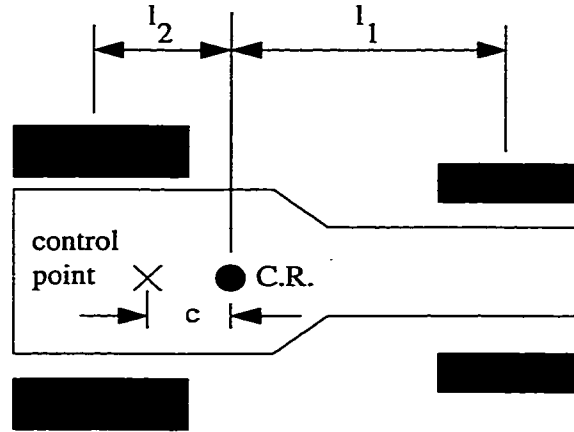 l₂
l₁
control
point
C.R.
c